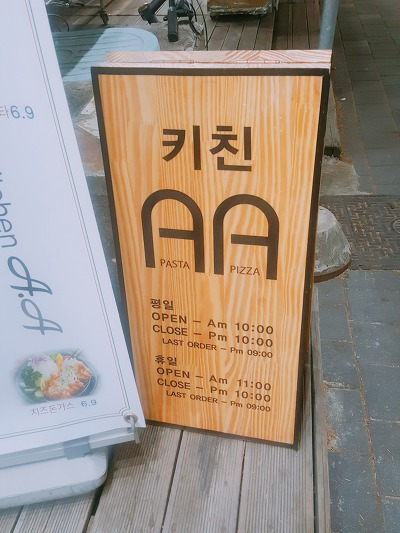 키친
AA
PASTA PIZZA
평일
OPEN – Am 10:00
CLOSE – Pm 10:00
LAST ORDER – Pm 09:00
휴일
OPEN – Am 11:00
CLOSE – Pm 10:00
LAST ORDER – Pm 09:00
6.9
A.A
치즈돈가스 6.9